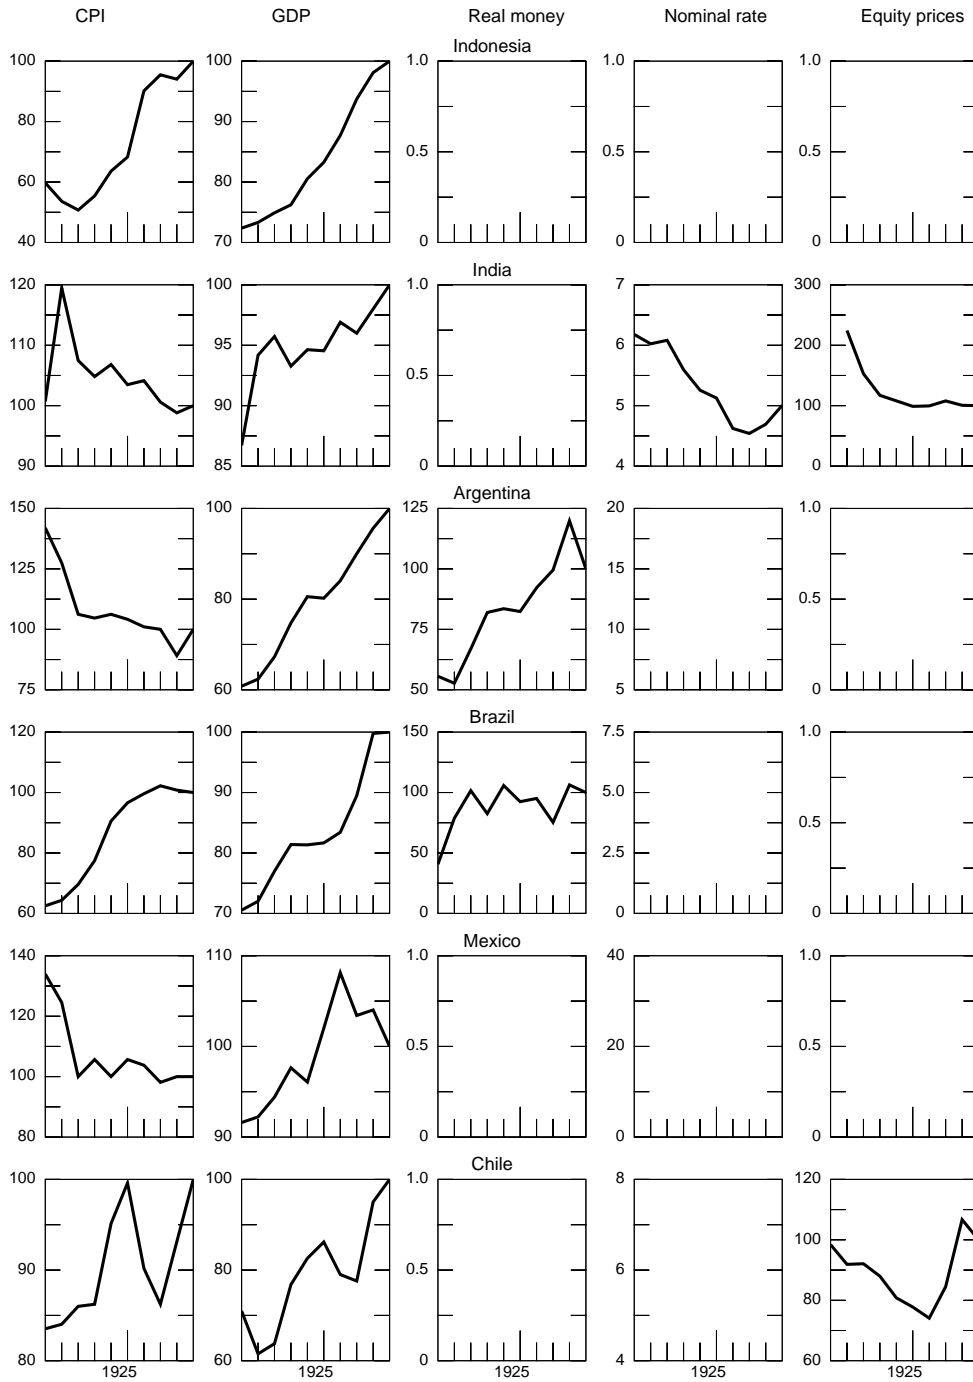 CPI GDP Real money Nominal rate Equity prices
Indonesia
100 100 1.0 1.0 1.0
80 90
0.5 0.5 0.5
60 80
40 70 0 0 0
India
120 100 1.0 7 300
110 95 6 200
0.5
100 90 5 100
90 85 0 4 0
Argentina
150 100 125 20 1.0
125 100 15
80 0.5
100 75 10
75 60 50 5 0
Brazil
120 100 150 7.5 1.0
100 90 100 5.0
0.5
80 80 50 2.5
60 70 0 0 0
Mexico
140 110 1.0 40 1.0
120
100 0.5 20 0.5
100
80 90 0 0 0
Chile
100 100 1.0 8 120
100
90 80 0.5 6
80
80 60 0 4 60
1925 1925 1925 1925 1925